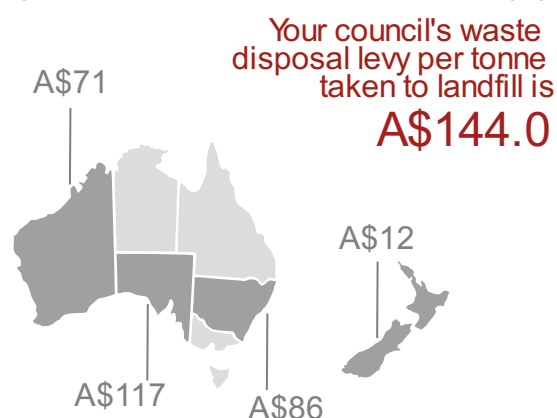 Your council's waste
disposal levy per tonne
taken to landfill is
A$144.0
A$71
A$12
A$117
A$86